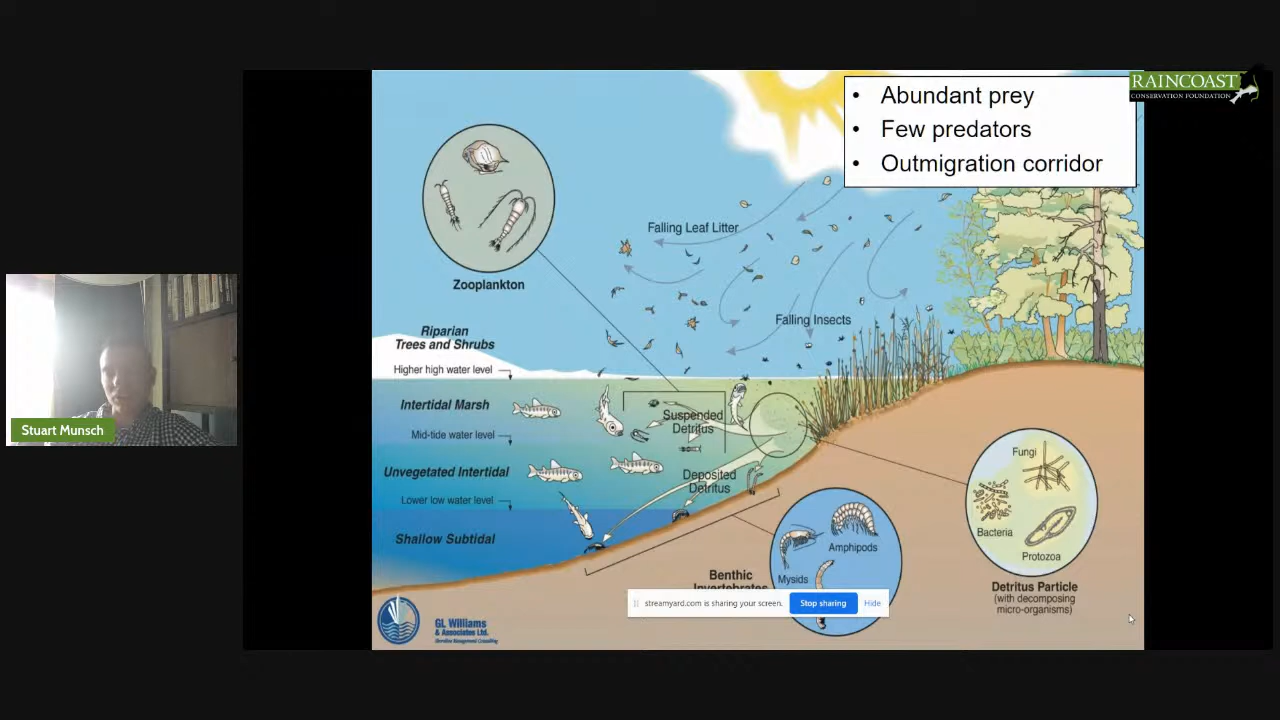 RAINCOAST
CONSERVATION FOUNDATION
• Abundant prey
• Few predators
• Outmigration corridor
Zooplankton
Falling Leaf Litter
Falling Insects
Riparian
Trees and Shrubs
Higher high water level
Intertidal Marsh
Mid-tide water level
Unvegetated Intertidal
Lower low water level
Shallow Subtidal
Suspended
Detritus
Deposited
Detritus
Fungi
Bacteria
Protozoa
Detritus Particle
(with decomposing
micro-organisms)
Amphipods
Mysids
Benthic
Invertebrates
streamyard.com is sharing your screen.
Stop sharing
Hide
GL Williams
& Associates Ltd.
Stuart Munsch